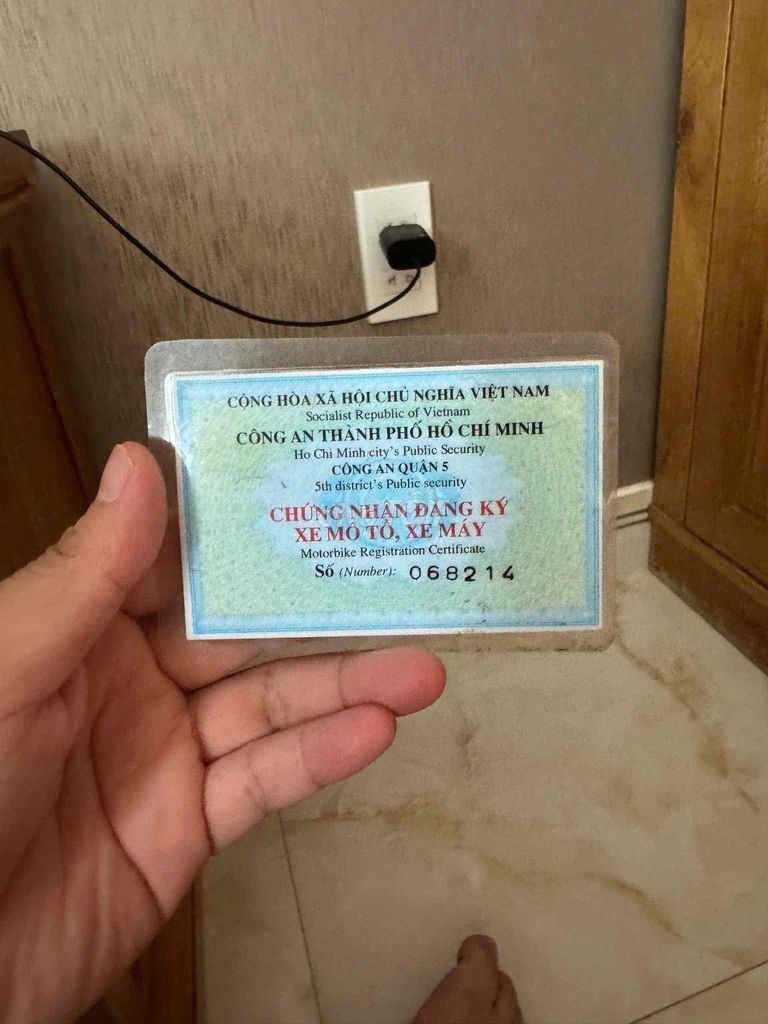 CỘNG HÒA XÃ HỘI CHỦ NGHĨA VIỆT NAM
Socialist Republic of Vietnam
CÔNG AN THÀNH PHỐ HỒ CHÍ MINH
Ho Chi Minh city's Public Security
CÔNG AN QUẬN 5
5th district's Public security
CHỨNG NHẬN ĐĂNG KÝ
XE MÔ TÔ, XE MÁY
Motorbike Registration Certificate
Số (Number): 068214